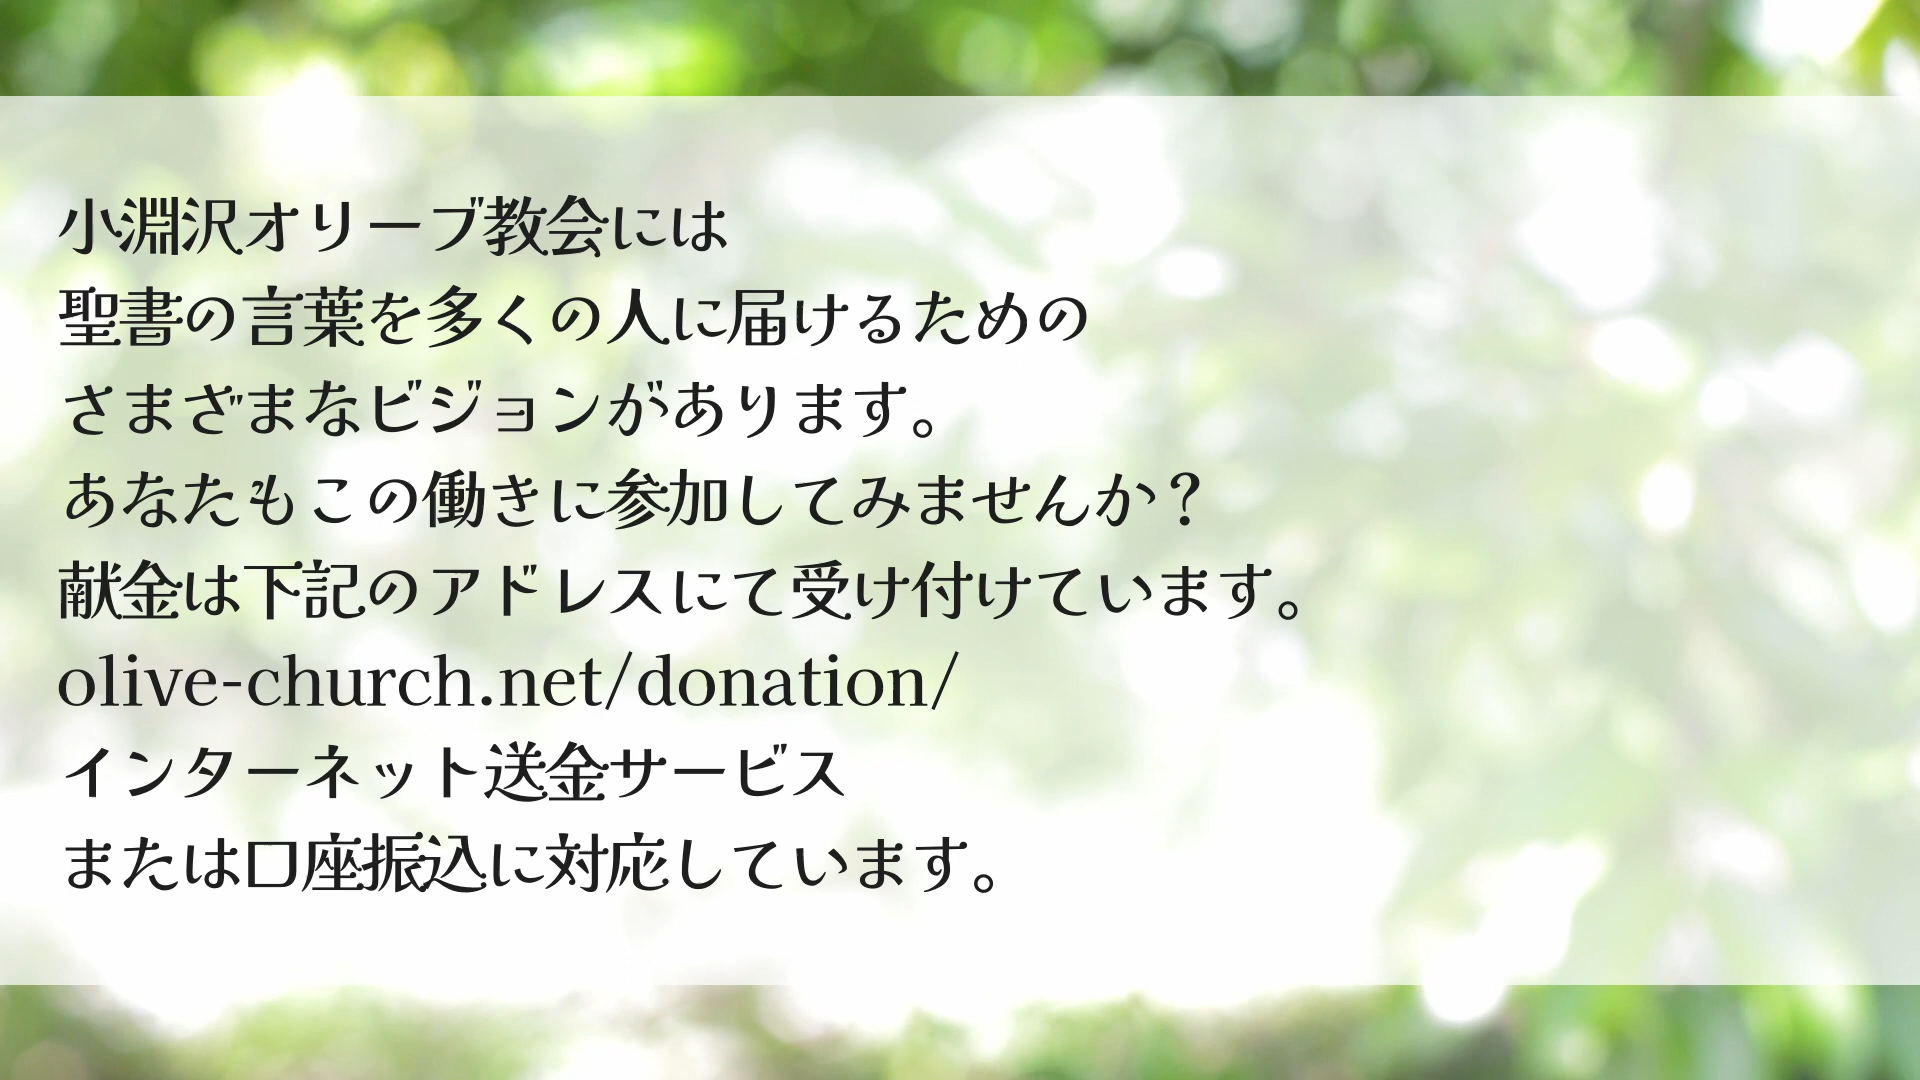 小淵沢オリーブ教会には
聖書の言葉を多くの人に届けるための
さまざまなビジョンがあります。
あなたもこの働きに参加してみませんか？
献金は下記のアドレスにて受け付けています。
olive-church.net/donation/
インターネット送金サービス
または口座振込に対応しています。